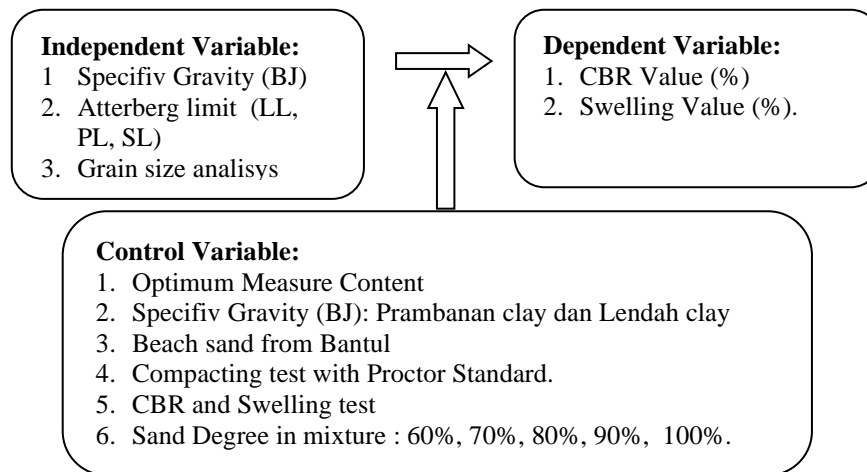 Independent Variable:
1 Specifiv Gravity (BJ)
2. Atterberg limit (LL,
PL, SL)
3. Grain size analisys
Dependent Variable:
1. CBR Value (%)
2. Swelling Value (%).
Control Variable:
1. Optimum Measure Content
2. Specifiv Gravity (BJ): Prambanan clay dan Lendah clay
3. Beach sand from Bantul
4. Compacting test with Proctor Standard.
5. CBR and Swelling test
6. Sand Degree in mixture : 60%, 70%, 80%, 90%, 100%.